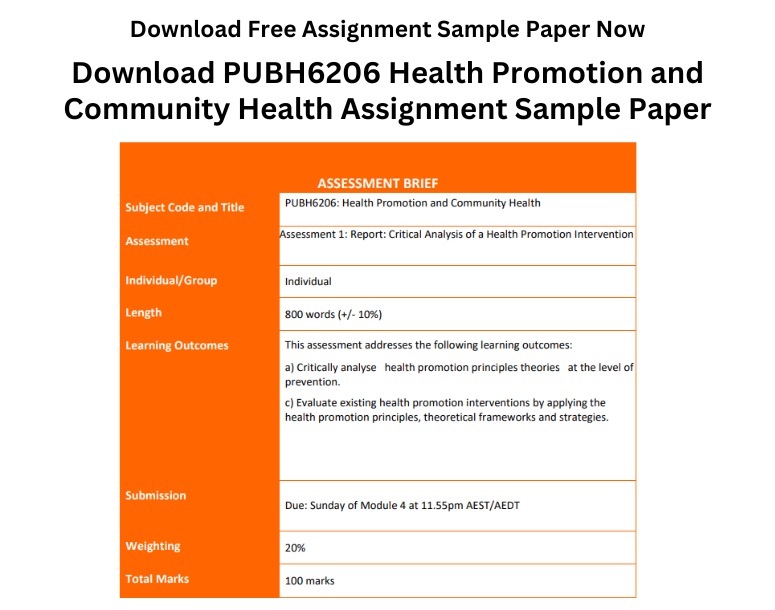 Download Free Assignment Sample Paper Now
Download PUBH6206 Health Promotion and
Community Health Assignment Sample Paper
ASSESSMENT BRIEF
Subject Code and Title
PUBH6206: Health Promotion and Community Health
Assessment
Assessment 1: Report: Critical Analysis of a Health Promotion Intervention
Individual/Group
Individual
Length
800 words (+/- 10%)
Learning Outcomes
This assessment addresses the following learning outcomes:
a) Critically analyse health promotion principles theories at the level of
prevention.
c) Evaluate existing health promotion interventions by applying the
health promotion principles, theoretical frameworks and strategies.
Submission
Due: Sunday of Module 4 at 11.55pm AEST/AEDT
Weighting
20%
Total Marks
100 marks